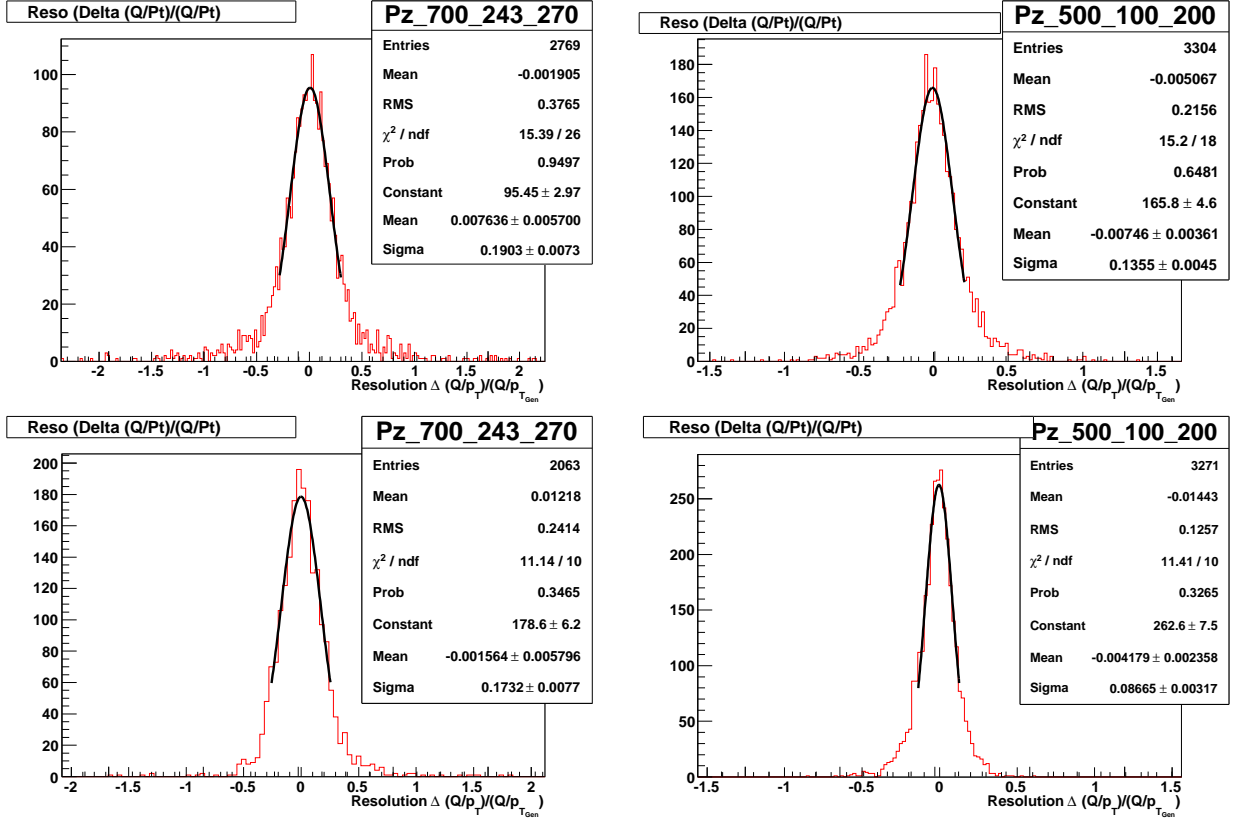 Reso (Delta (Q/Pt)/(Q/Pt)
Pz_700_243_270
Entries 2769
Mean -0.001905
RMS 0.3765
χ² / ndf 15.39 / 26
Prob 0.9497
Constant 95.45 ± 2.97
Mean 0.007636 ± 0.005700
Sigma 0.1903 ± 0.0073
100
80
60
40
20
0
-2 -1.5 -1 -0.5 0 0.5 1 1.5 2
Resolution Δ (Q/p_T)/(Q/p_T_Gen)
Reso (Delta (Q/Pt)/(Q/Pt)
Pz_500_100_200
Entries 3304
Mean -0.005067
RMS 0.2156
χ² / ndf 15.2 / 18
Prob 0.6481
Constant 165.8 ± 4.6
Mean -0.00746 ± 0.00361
Sigma 0.1355 ± 0.0045
180
160
140
120
100
80
60
40
20
0
-1.5 -1 -0.5 0 0.5 1 1.5
Resolution Δ (Q/p_T)/(Q/p_T_Gen)
Reso (Delta (Q/Pt)/(Q/Pt)
Pz_700_243_270
Entries 2063
Mean 0.01218
RMS 0.2414
χ² / ndf 11.14 / 10
Prob 0.3465
Constant 178.6 ± 6.2
Mean -0.001564 ± 0.005796
Sigma 0.1732 ± 0.0077
200
180
160
140
120
100
80
60
40
20
0
-2 -1.5 -1 -0.5 0 0.5 1 1.5 2
Resolution Δ (Q/p_T)/(Q/p_T_Gen)
Reso (Delta (Q/Pt)/(Q/Pt)
Pz_500_100_200
Entries 3271
Mean -0.01443
RMS 0.1257
χ² / ndf 11.41 / 10
Prob 0.3265
Constant 262.6 ± 7.5
Mean -0.004179 ± 0.002358
Sigma 0.08665 ± 0.00317
250
200
150
100
50
0
-1.5 -1 -0.5 0 0.5 1 1.5
Resolution Δ (Q/p_T)/(Q/p_T_Gen)